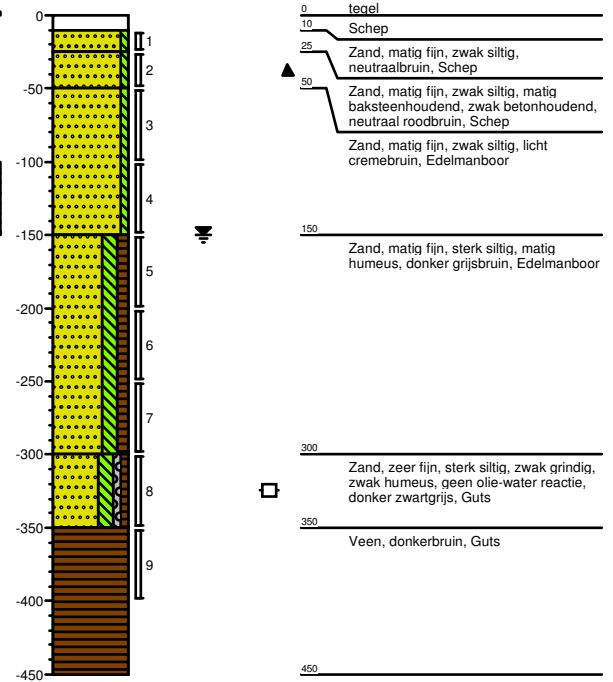 0
-50
-100
-150
-200
-250
-300
-350
-400
-450
1
2
3
4
5
6
7
8
9
0
tegel
10
Schep
25
Zand, matig fijn, zwak siltig,
neutraalbruin, Schep
50
Zand, matig fijn, zwak siltig, matig
baksteenhoudend, zwak betonhoudend,
neutraal roodbruin, Schep
Zand, matig fijn, zwak siltig, licht
cremebruin, Edelmanboor
150
Zand, matig fijn, sterk siltig, matig
humeus, donker grijsbruin, Edelmanboor
300
Zand, zeer fijn, sterk siltig, zwak grindig,
zwak humeus, geen olie-water reactie,
donker zwartgrijs, Guts
350
Veen, donkerbruin, Guts
450